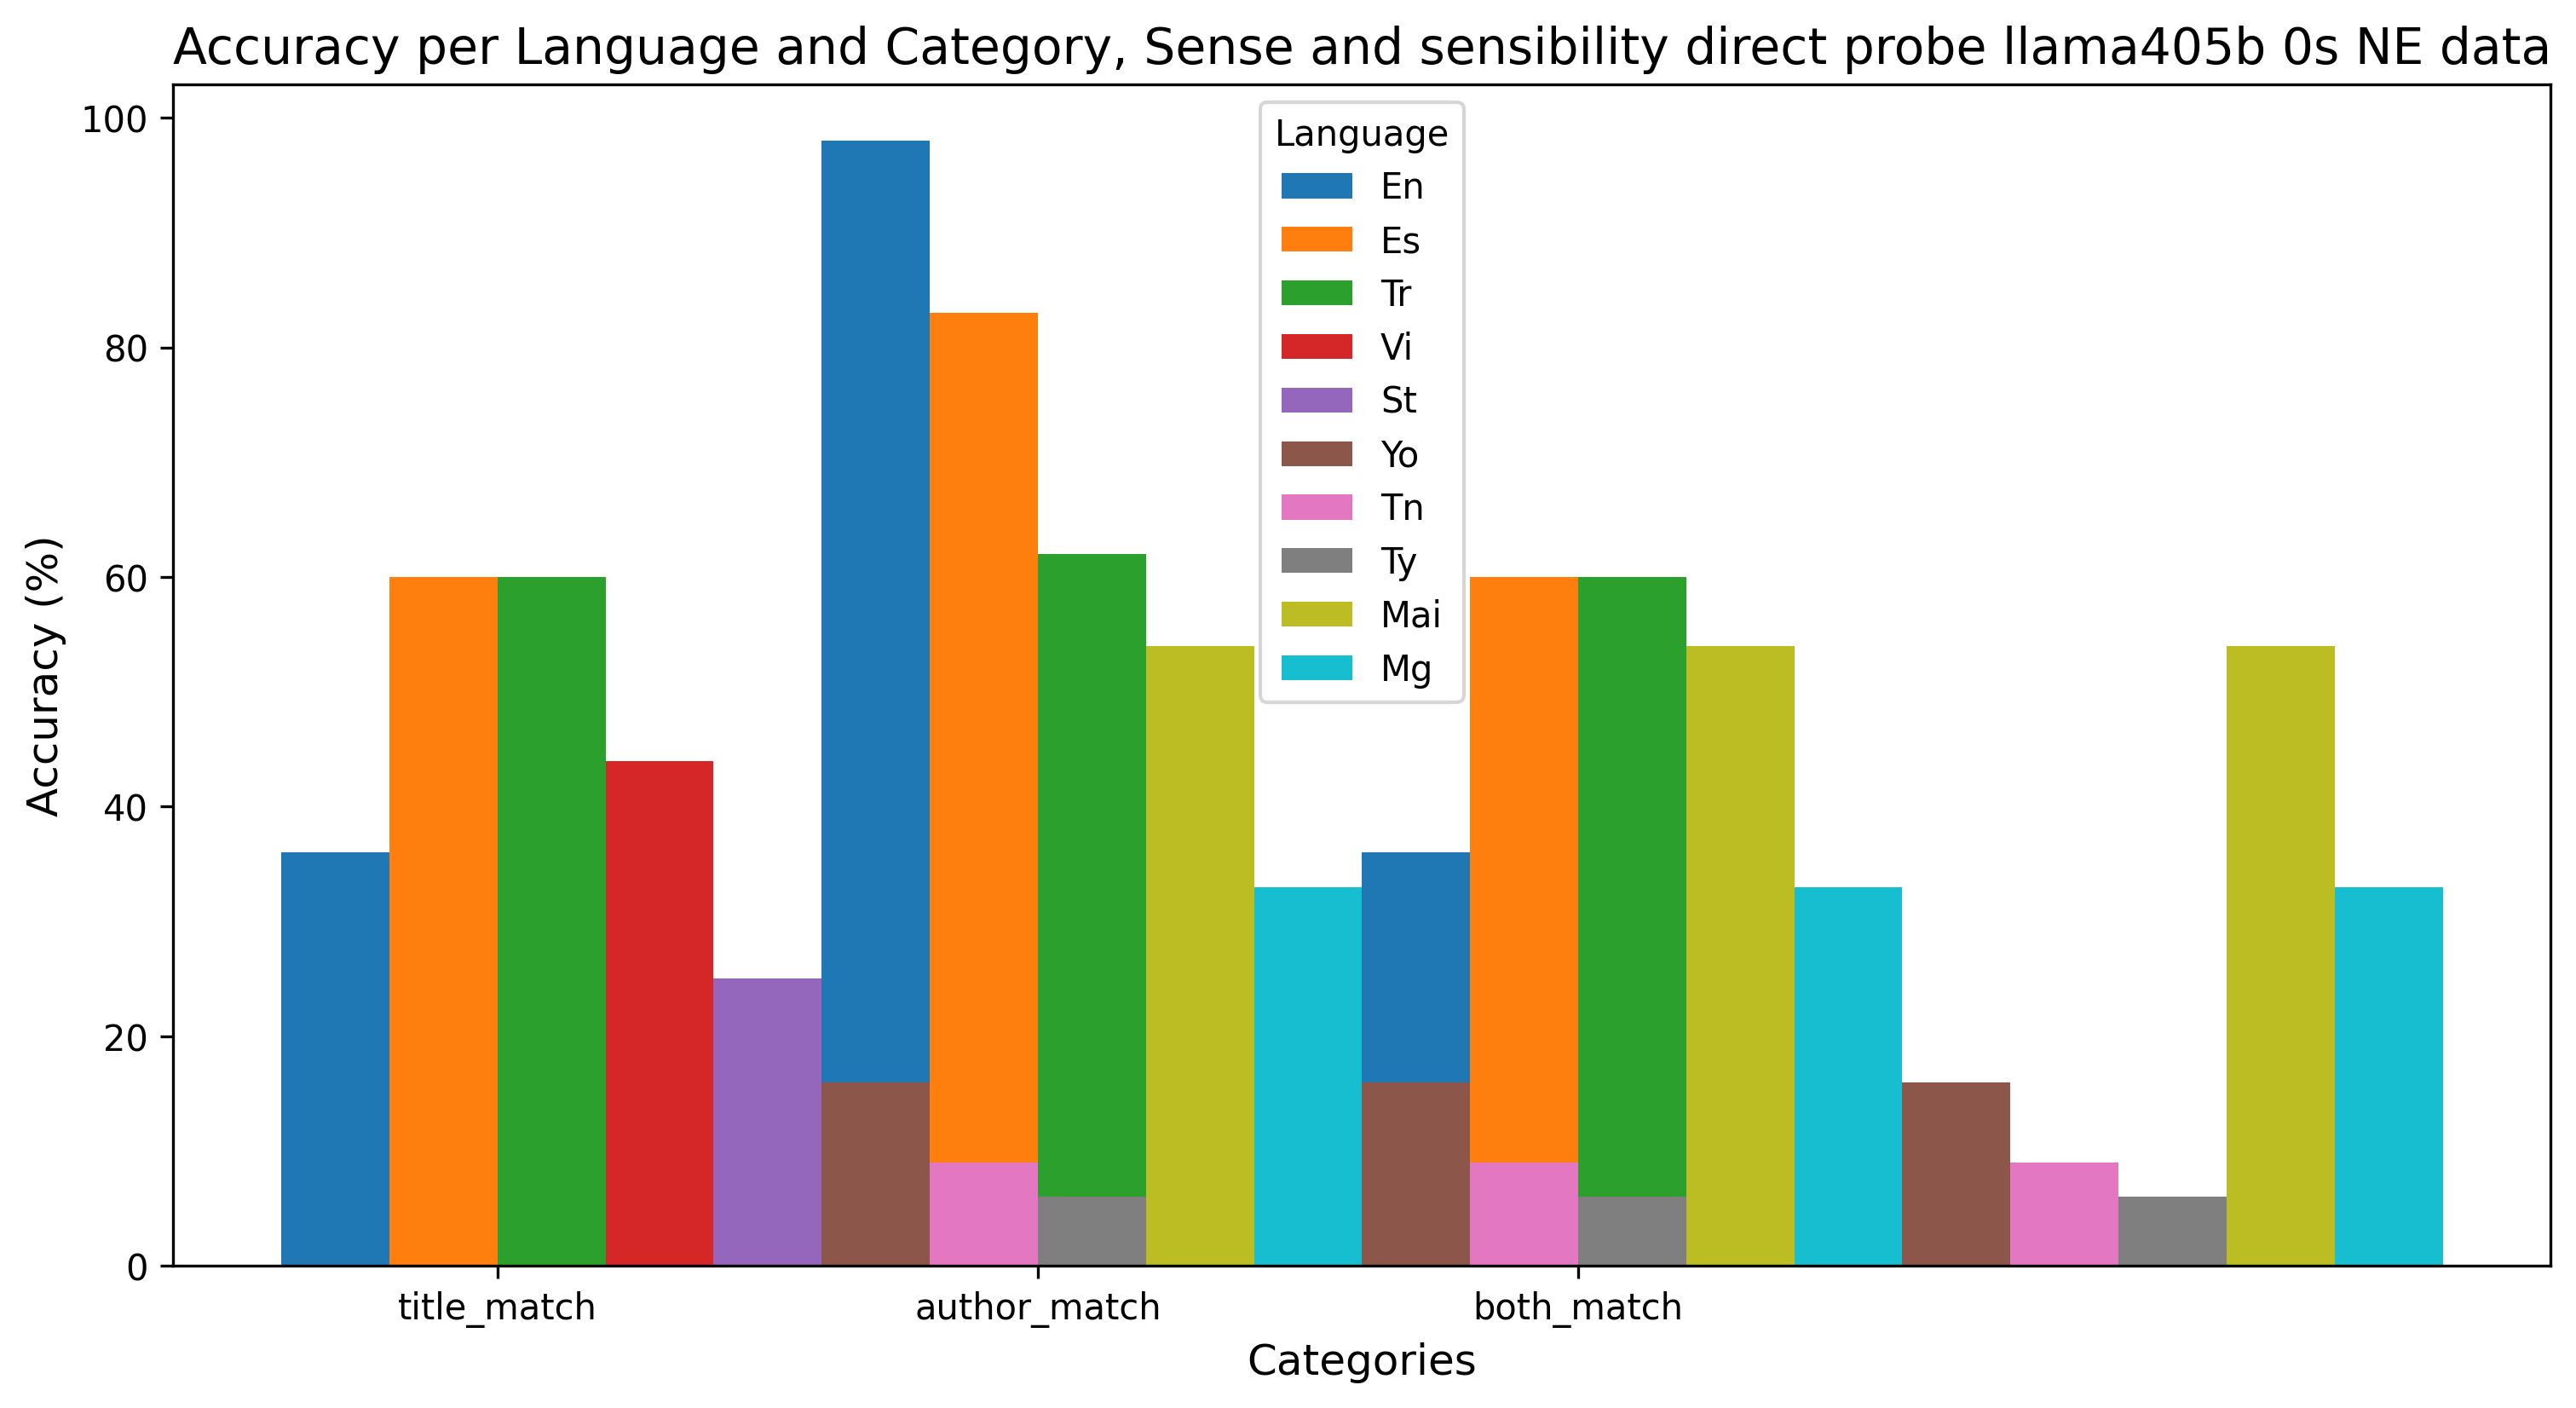 Accuracy per Language and Category, Sense and sensibility direct probe llama405b 0s NE data
Accuracy (%)
100
80
60
40
20
0
Language
En
Es
Tr
Vi
St
Yo
Tn
Ty
Mai
Mg
title_match author_match both_match
Categories